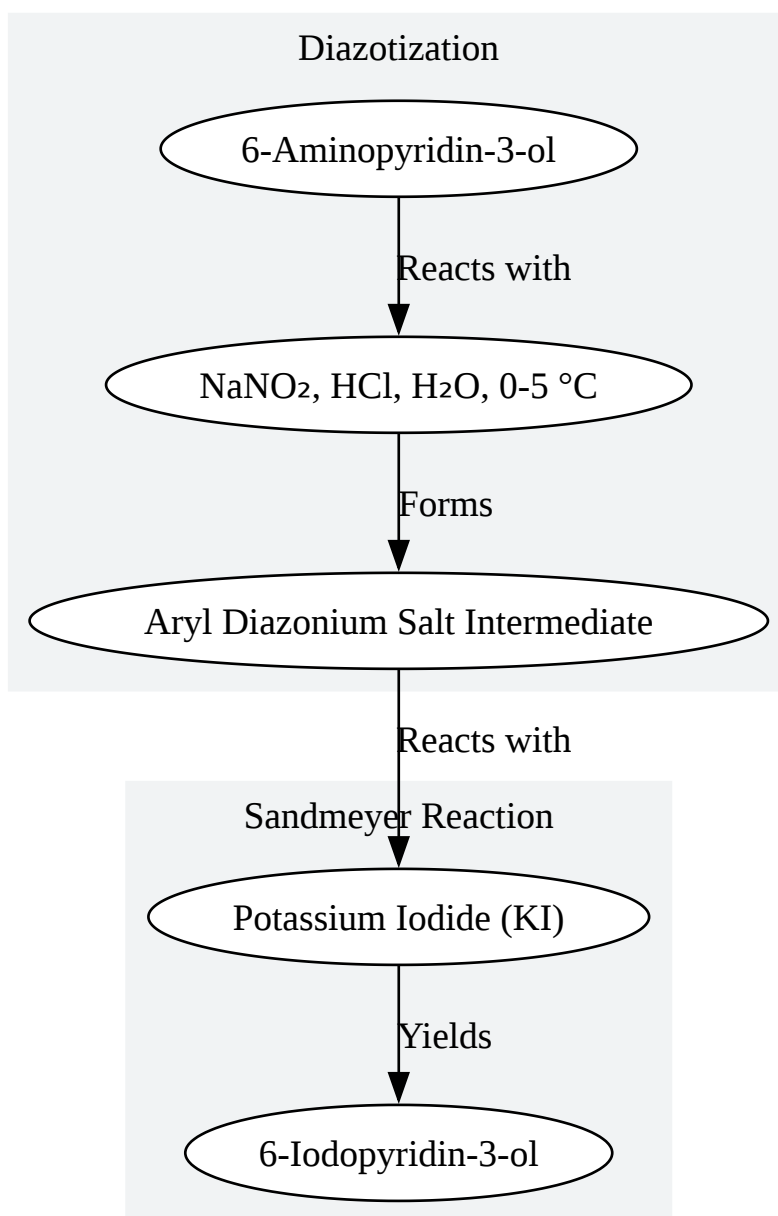 Diazotization
6-Aminopyridin-3-ol
Reacts with
NaNO₂, HCl, H₂O, 0-5 °C
Forms
Aryl Diazonium Salt Intermediate
Reacts with
Sandmeyer Reaction
Potassium Iodide (KI)
Yields
6-Iodopyridin-3-ol